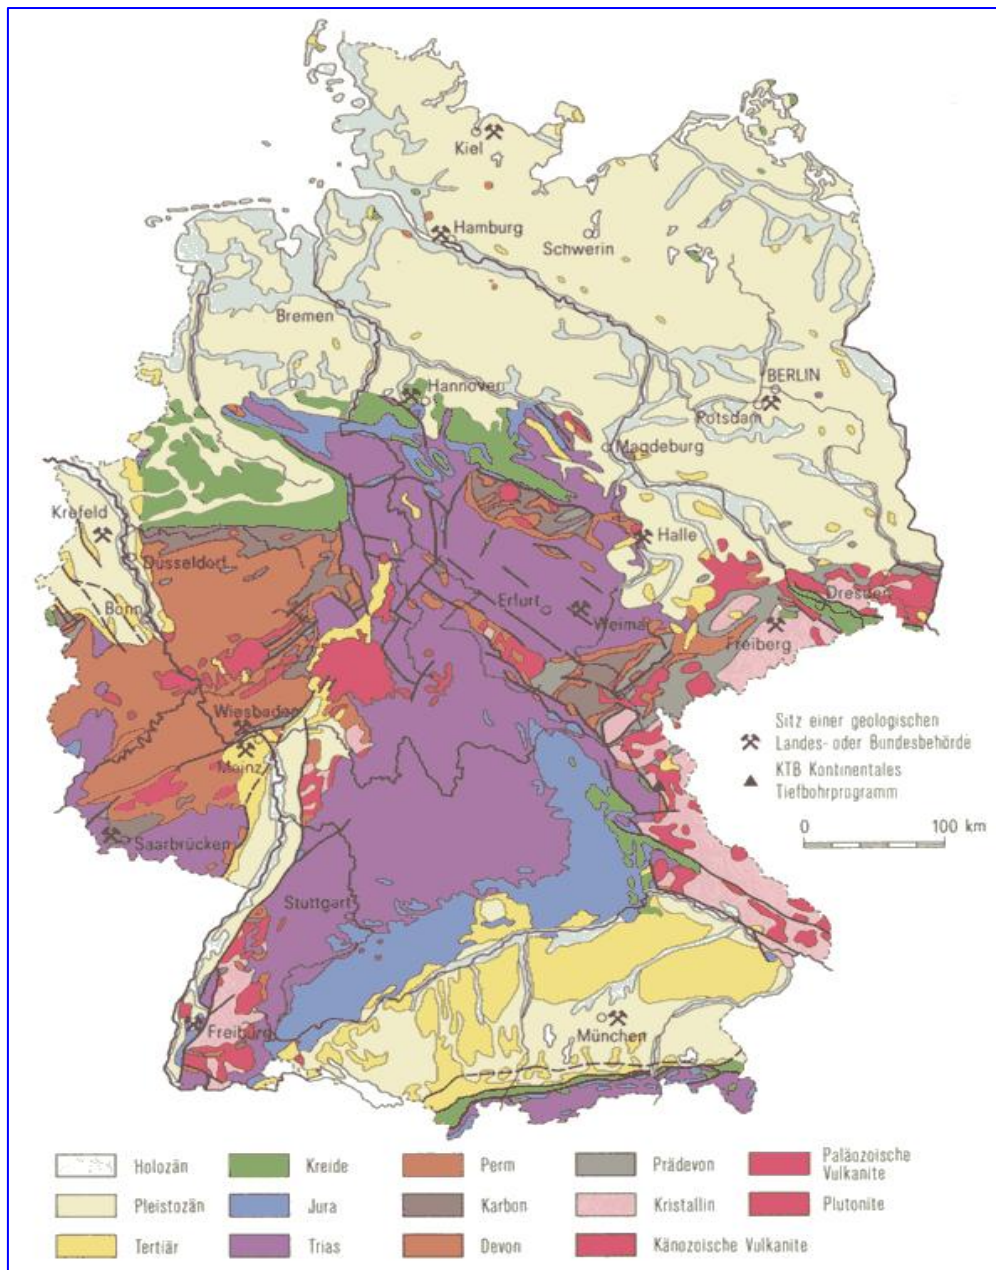 Kiel
Hamburg
Schwerin
Bremen
Hannover
BERLIN
Potsdam
Magdeburg
Krefeld
Halle
Düsseldorf
Dresden
Erfurt
Bonn
Weimar
Freiberg
Wiesbaden
Mainz
Sitz einer geologischen
Landes- oder Bundesbehörde
KTB Kontinentales
Tiefbohrprogramm
0 100 km
Saarbrücken
Stuttgart
Freiburg
München
Holozän Kreide Perm Prädevon Paläozoische
Vulkanite
Pleistozän Jura Karbon Kristallin Plutonite
Tertiär Trias Devon Känozoische Vulkanite